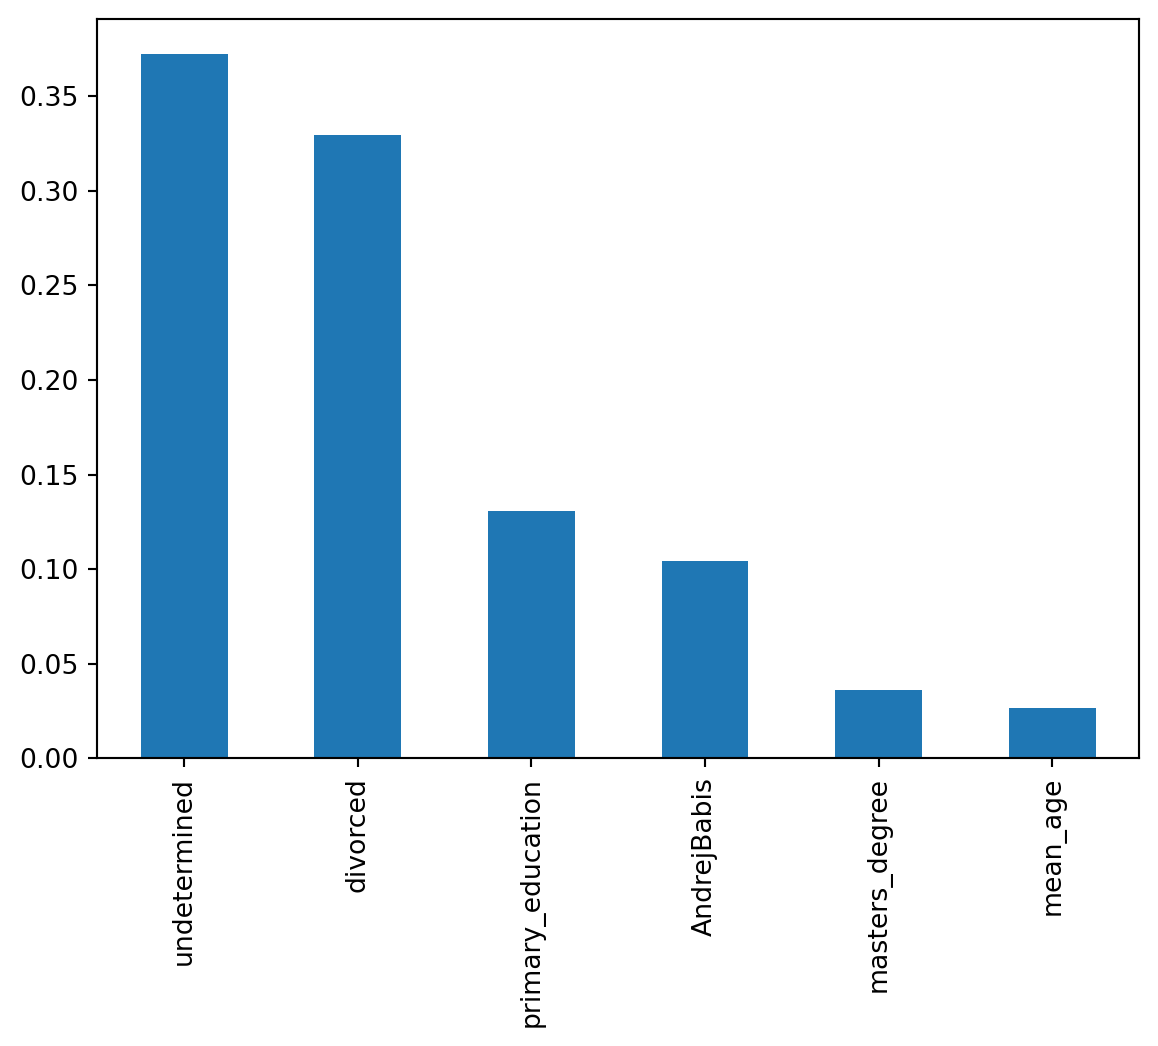 0.35
0.30
0.25
0.20
0.15
0.10
0.05
0.00
undetermined
divorced
primary_education
AndrejBabis
masters_degree
mean_age